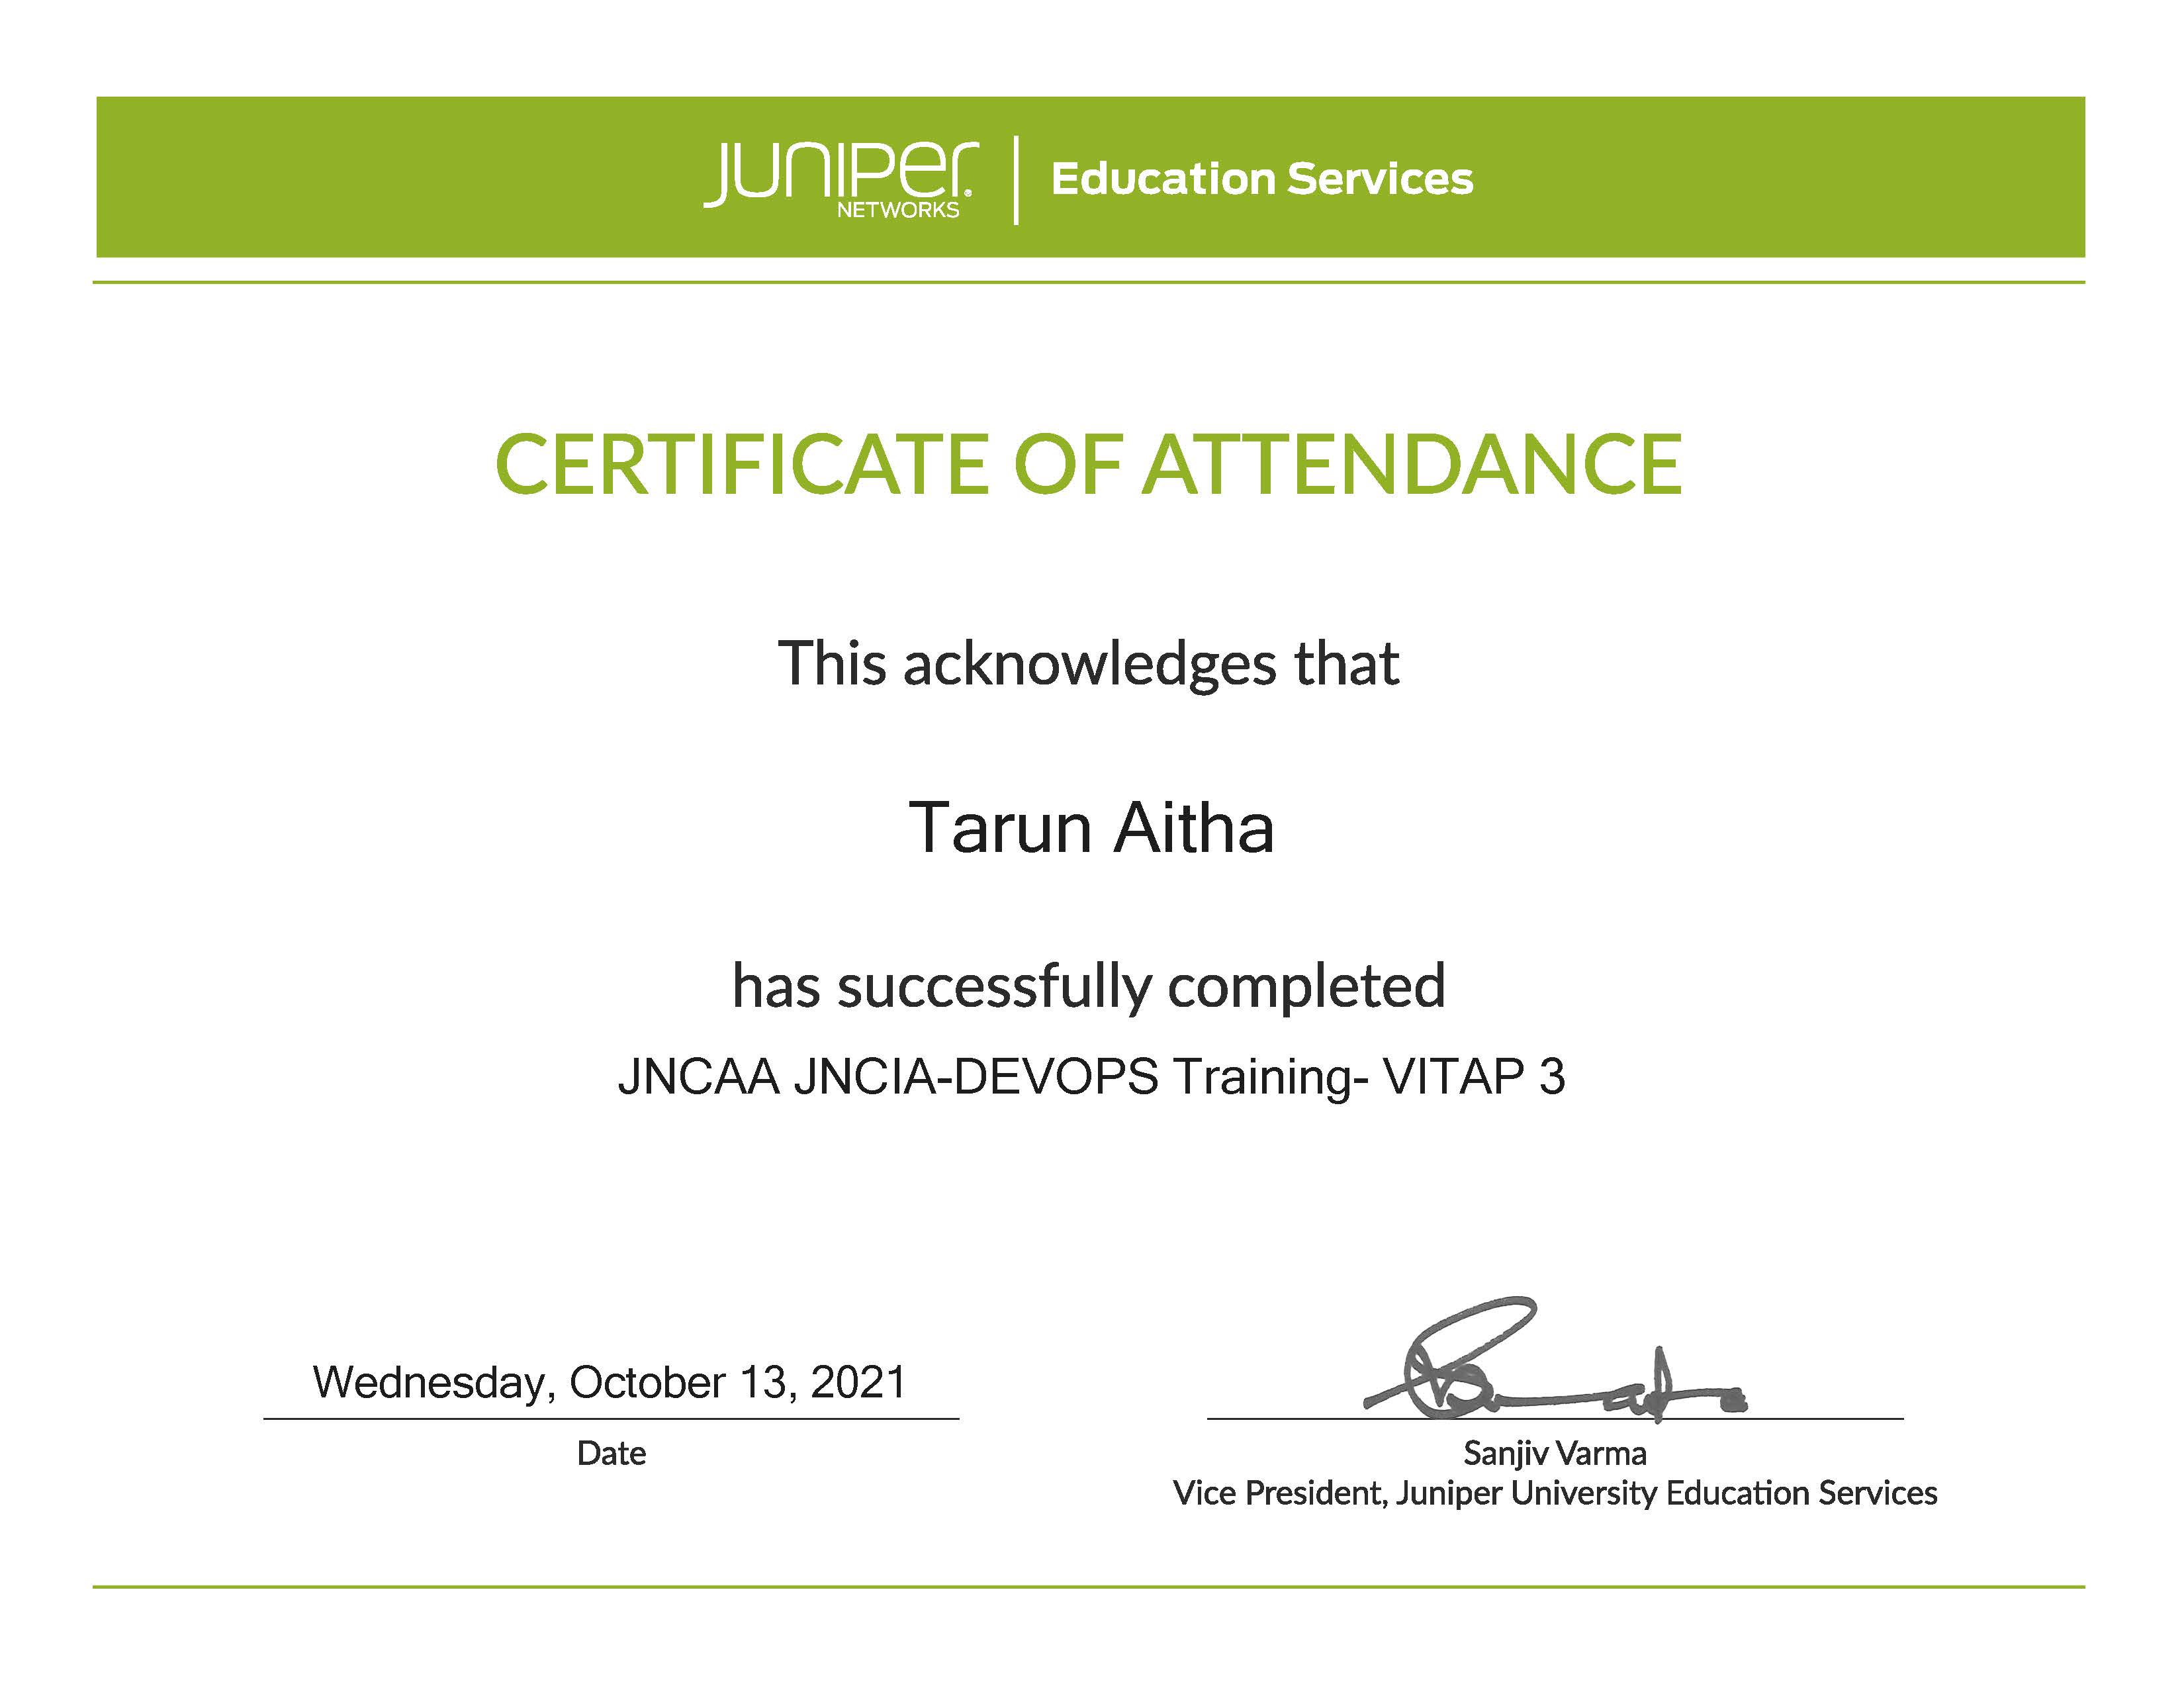 JUNIPER NETWORKS | Education Services
CERTIFICATE OF ATTENDANCE
This acknowledges that
Tarun Aitha
has successfully completed
JNCAA JNCIA-DEVOPS Training- VITAP 3
Wednesday, October 13, 2021
Date
Sanjiv Varma
Vice President, Juniper University Education Services